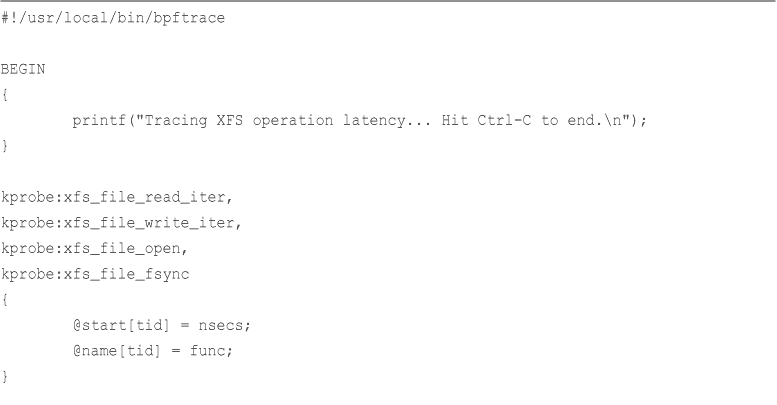 #!/usr/local/bin/bpftrace

BEGIN
{
        printf("Tracing XFS operation latency... Hit Ctrl-C to end.\n");
}

kprobe:xfs_file_read_iter,
kprobe:xfs_file_write_iter,
kprobe:xfs_file_open,
kprobe:xfs_file_fsync
{
        @start[tid] = nsecs;
        @name[tid] = func;
}